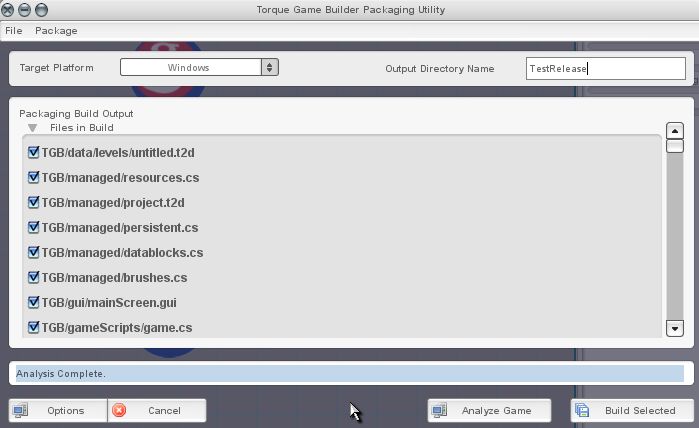 Torque Game Builder Packaging Utility
File Package
Target Platform Windows Output Directory Name TestRelease
Packaging Build Output
Files in Build
TGB/data/levels/untitled.t2d
TGB/managed/resources.cs
TGB/managed/project.t2d
TGB/managed/persistent.cs
TGB/managed/datablocks.cs
TGB/managed/brushes.cs
TGB/gui/mainScreen.gui
TGB/gameScripts/game.cs
Analysis Complete.
Options Cancel Analyze Game Build Selected